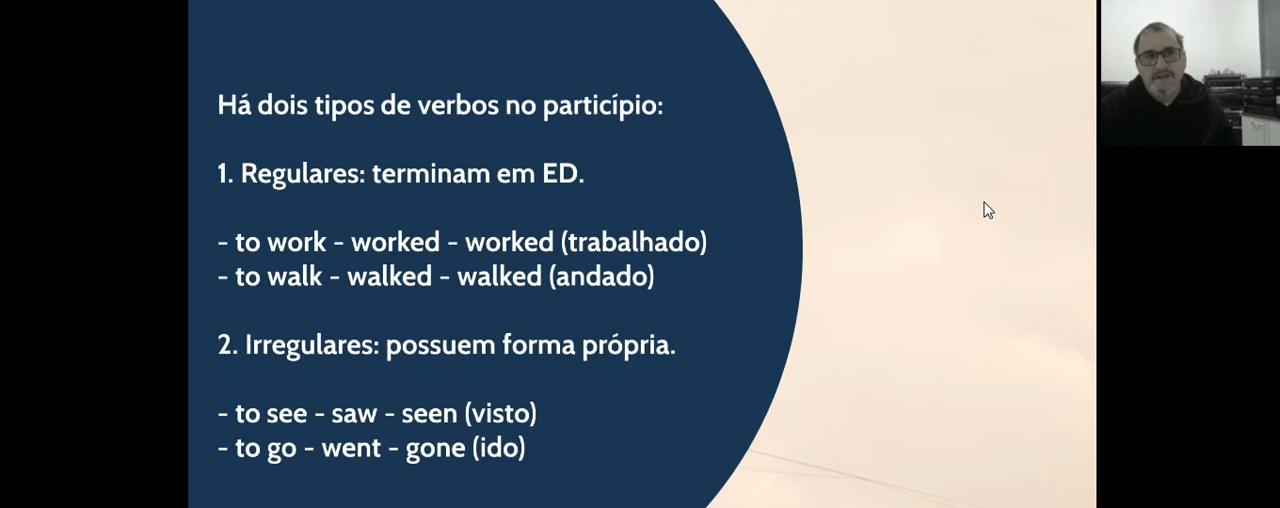 Há dois tipos de verbos no particípio:
1. Regulares: terminam em ED.
- to work - worked - worked (trabalhado)
- to walk - walked - walked (andado)
2. Irregulares: possuem forma própria.
- to see - saw - seen (visto)
- to go - went - gone (ido)